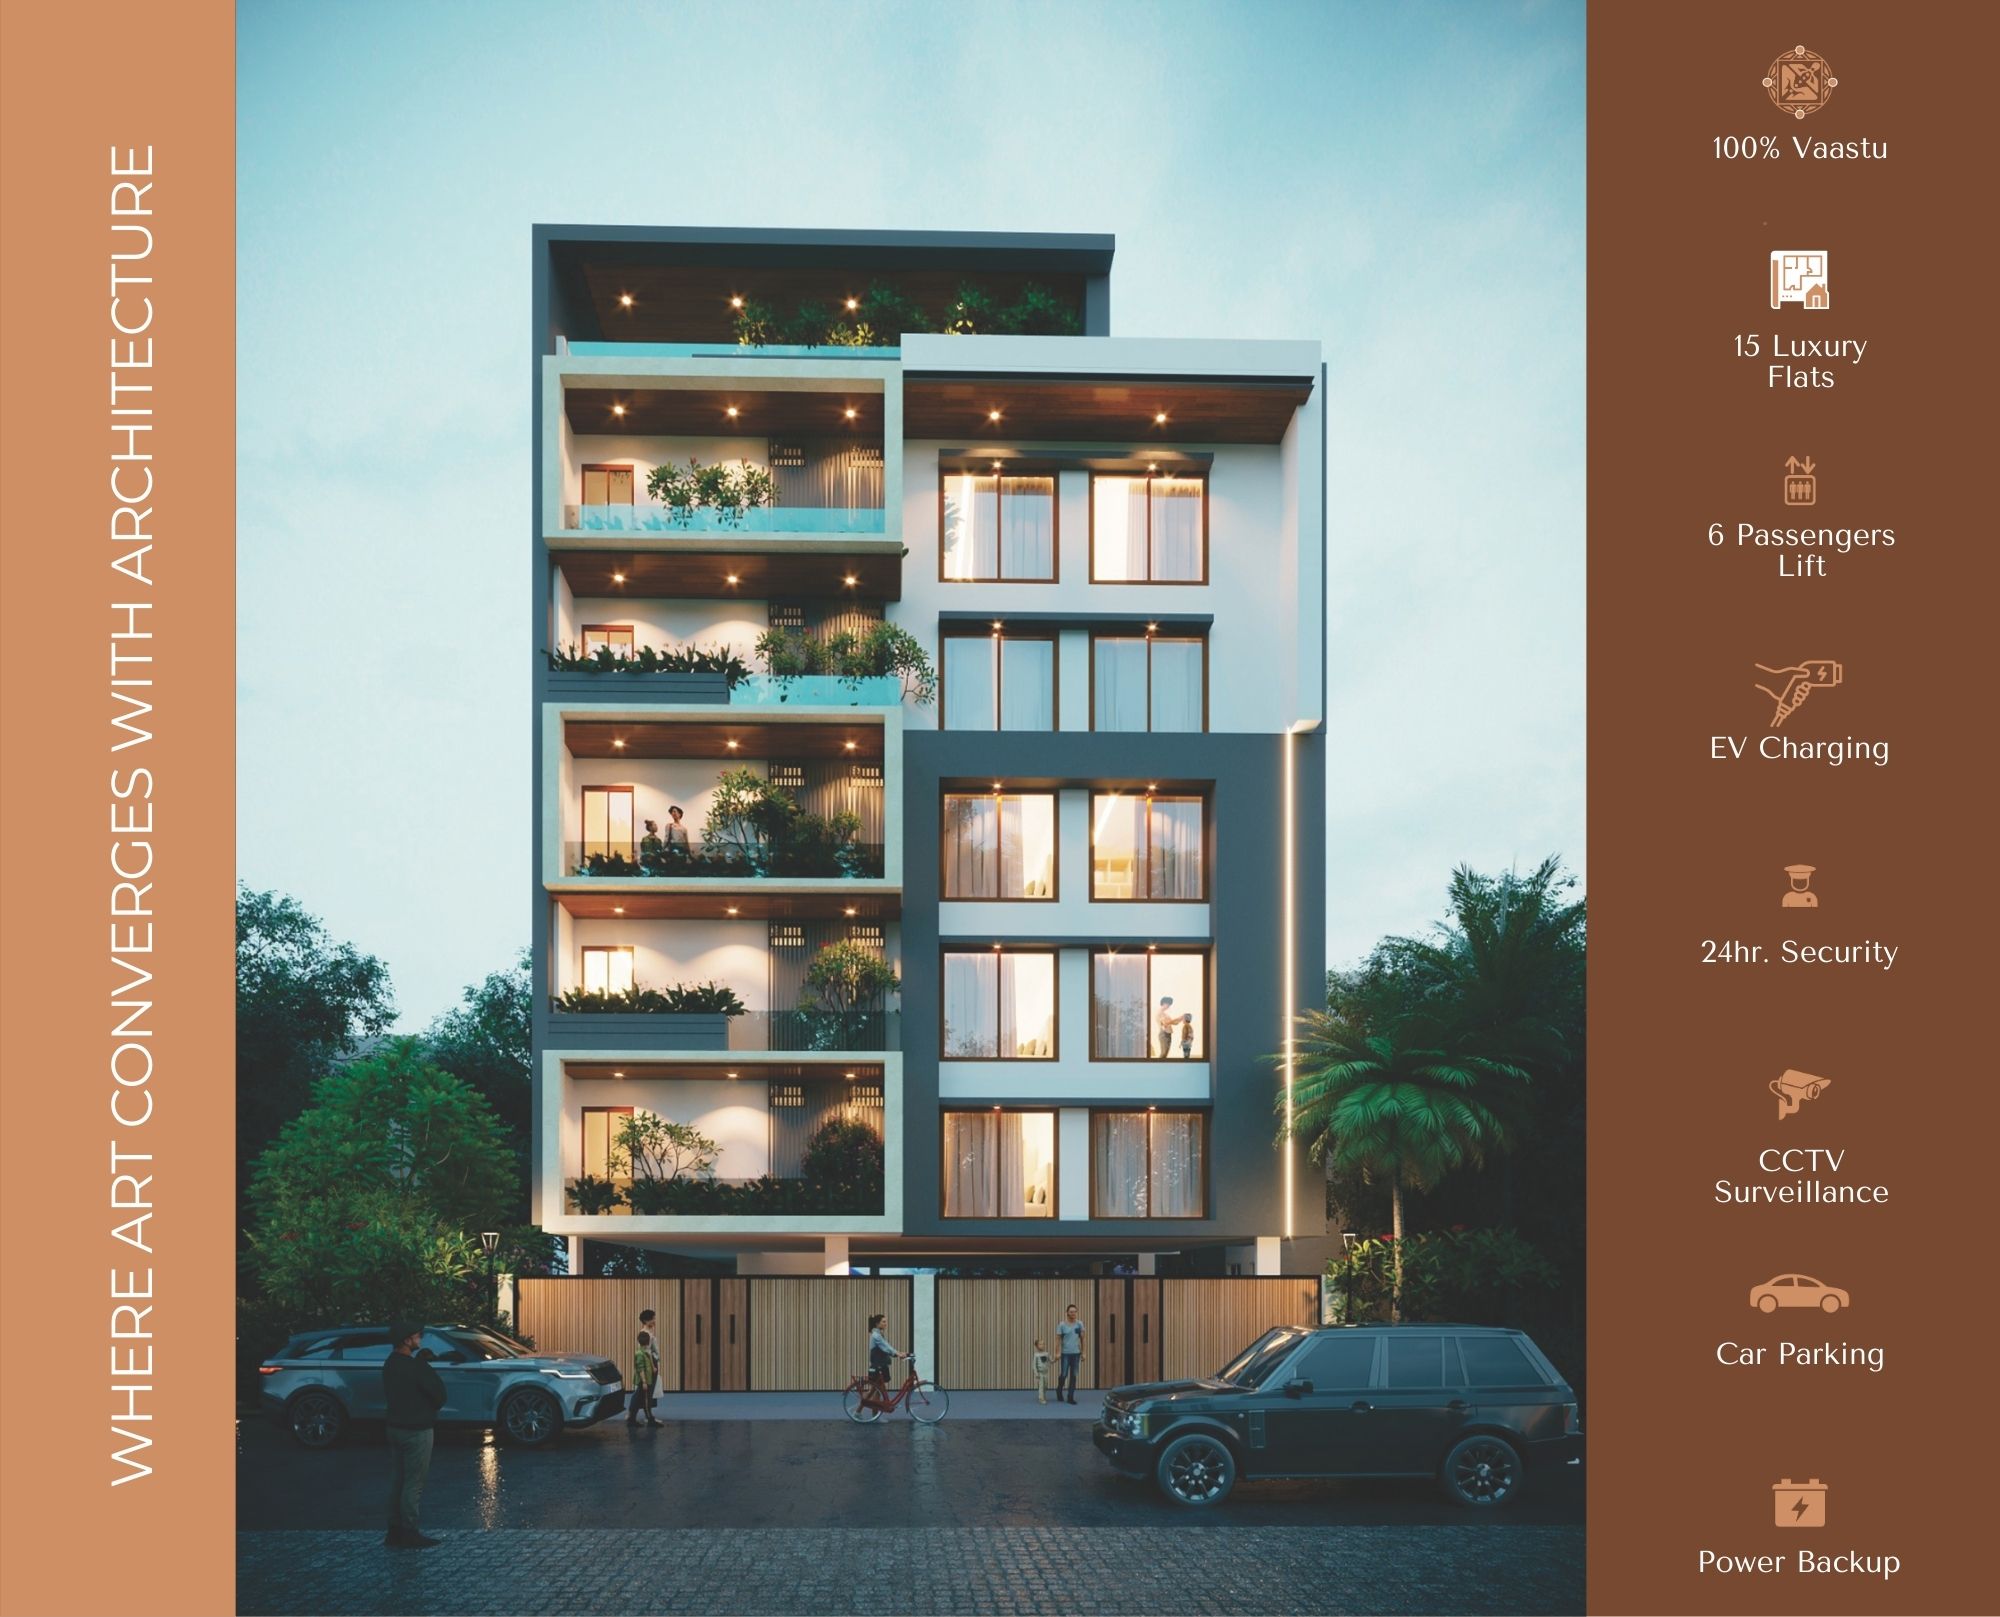 WHERE ART CONVERGES WITH ARCHITECTURE
100% Vaastu
15 Luxury
Flats
6 Passengers
Lift
EV Charging
24hr. Security
CCTV
Surveillance
Car Parking
Power Backup